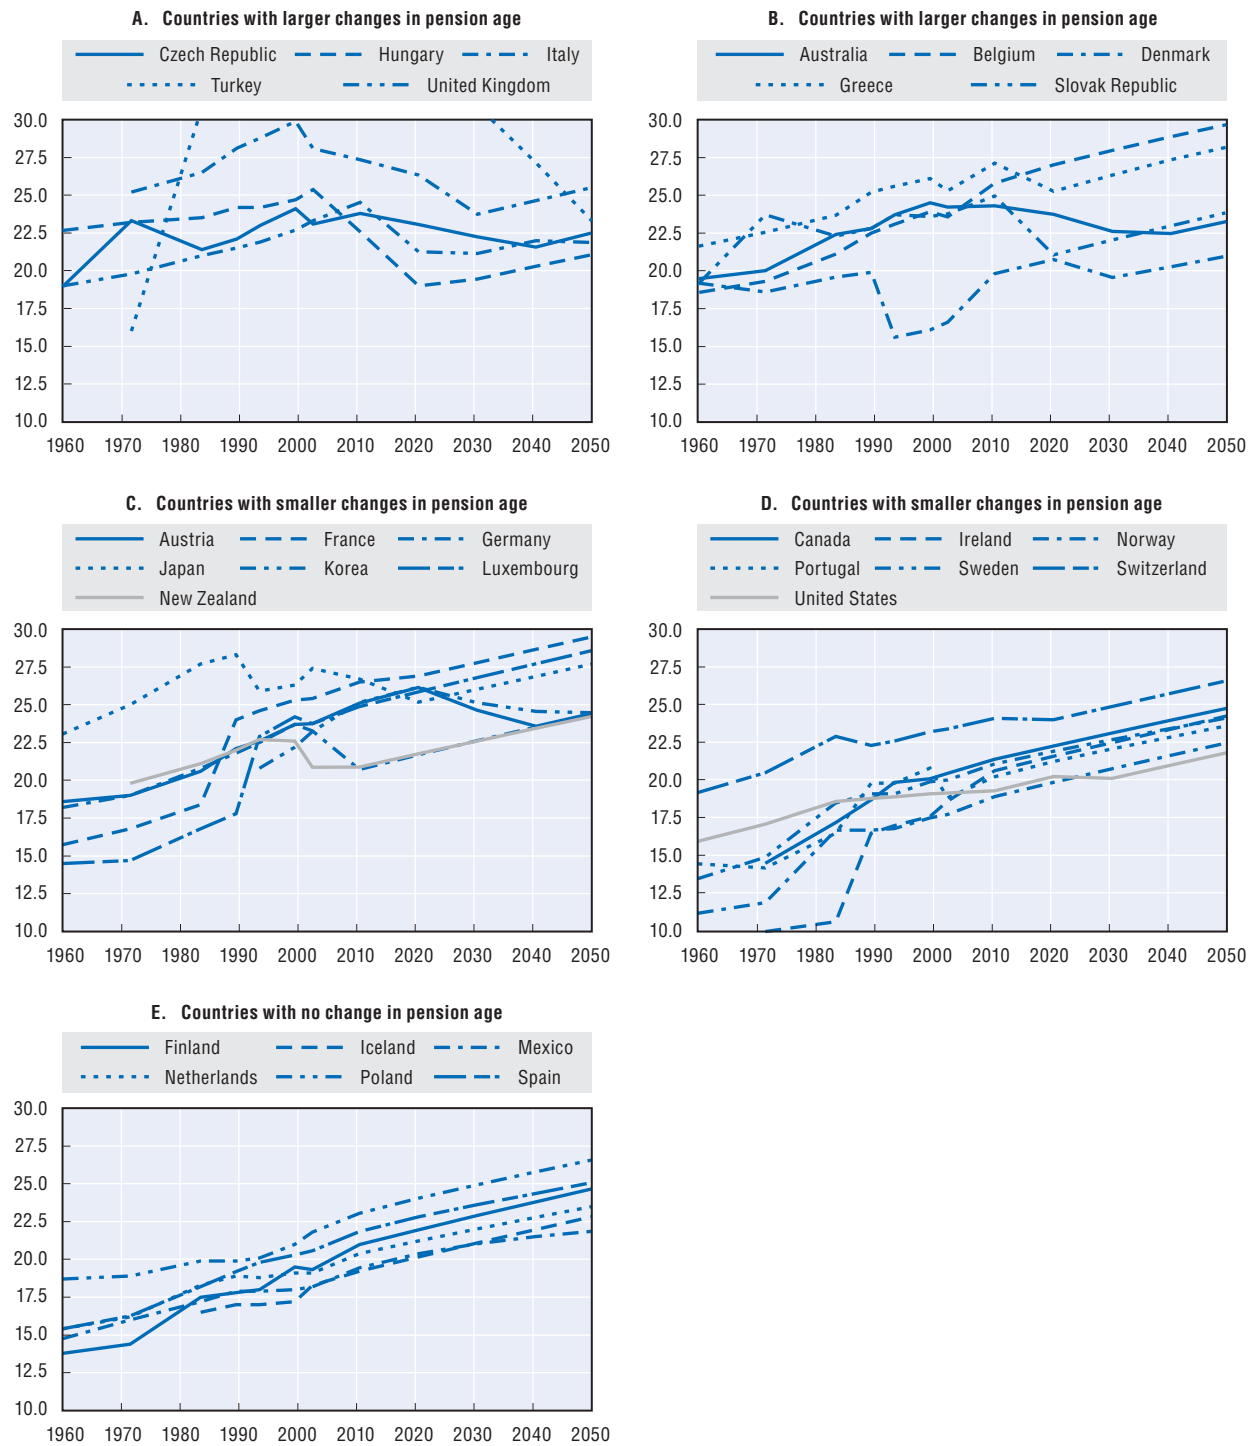 A. Countries with larger changes in pension age
Czech Republic Hungary Italy
Turkey United Kingdom
30.0
27.5
25.0
22.5
20.0
17.5
15.0
12.5
10.0
1960 1970 1980 1990 2000 2010 2020 2030 2040 2050
B. Countries with larger changes in pension age
Australia Belgium Denmark
Greece Slovak Republic
30.0
27.5
25.0
22.5
20.0
17.5
15.0
12.5
10.0
1960 1970 1980 1990 2000 2010 2020 2030 2040 2050
C. Countries with smaller changes in pension age
Austria France Germany
Japan Korea Luxembourg
New Zealand
30.0
27.5
25.0
22.5
20.0
17.5
15.0
12.5
10.0
1960 1970 1980 1990 2000 2010 2020 2030 2040 2050
D. Countries with smaller changes in pension age
Canada Ireland Norway
Portugal Sweden Switzerland
United States
30.0
27.5
25.0
22.5
20.0
17.5
15.0
12.5
10.0
1960 1970 1980 1990 2000 2010 2020 2030 2040 2050
E. Countries with no change in pension age
Finland Iceland Mexico
Netherlands Poland Spain
30.0
27.5
25.0
22.5
20.0
17.5
15.0
12.5
10.0
1960 1970 1980 1990 2000 2010 2020 2030 2040 2050